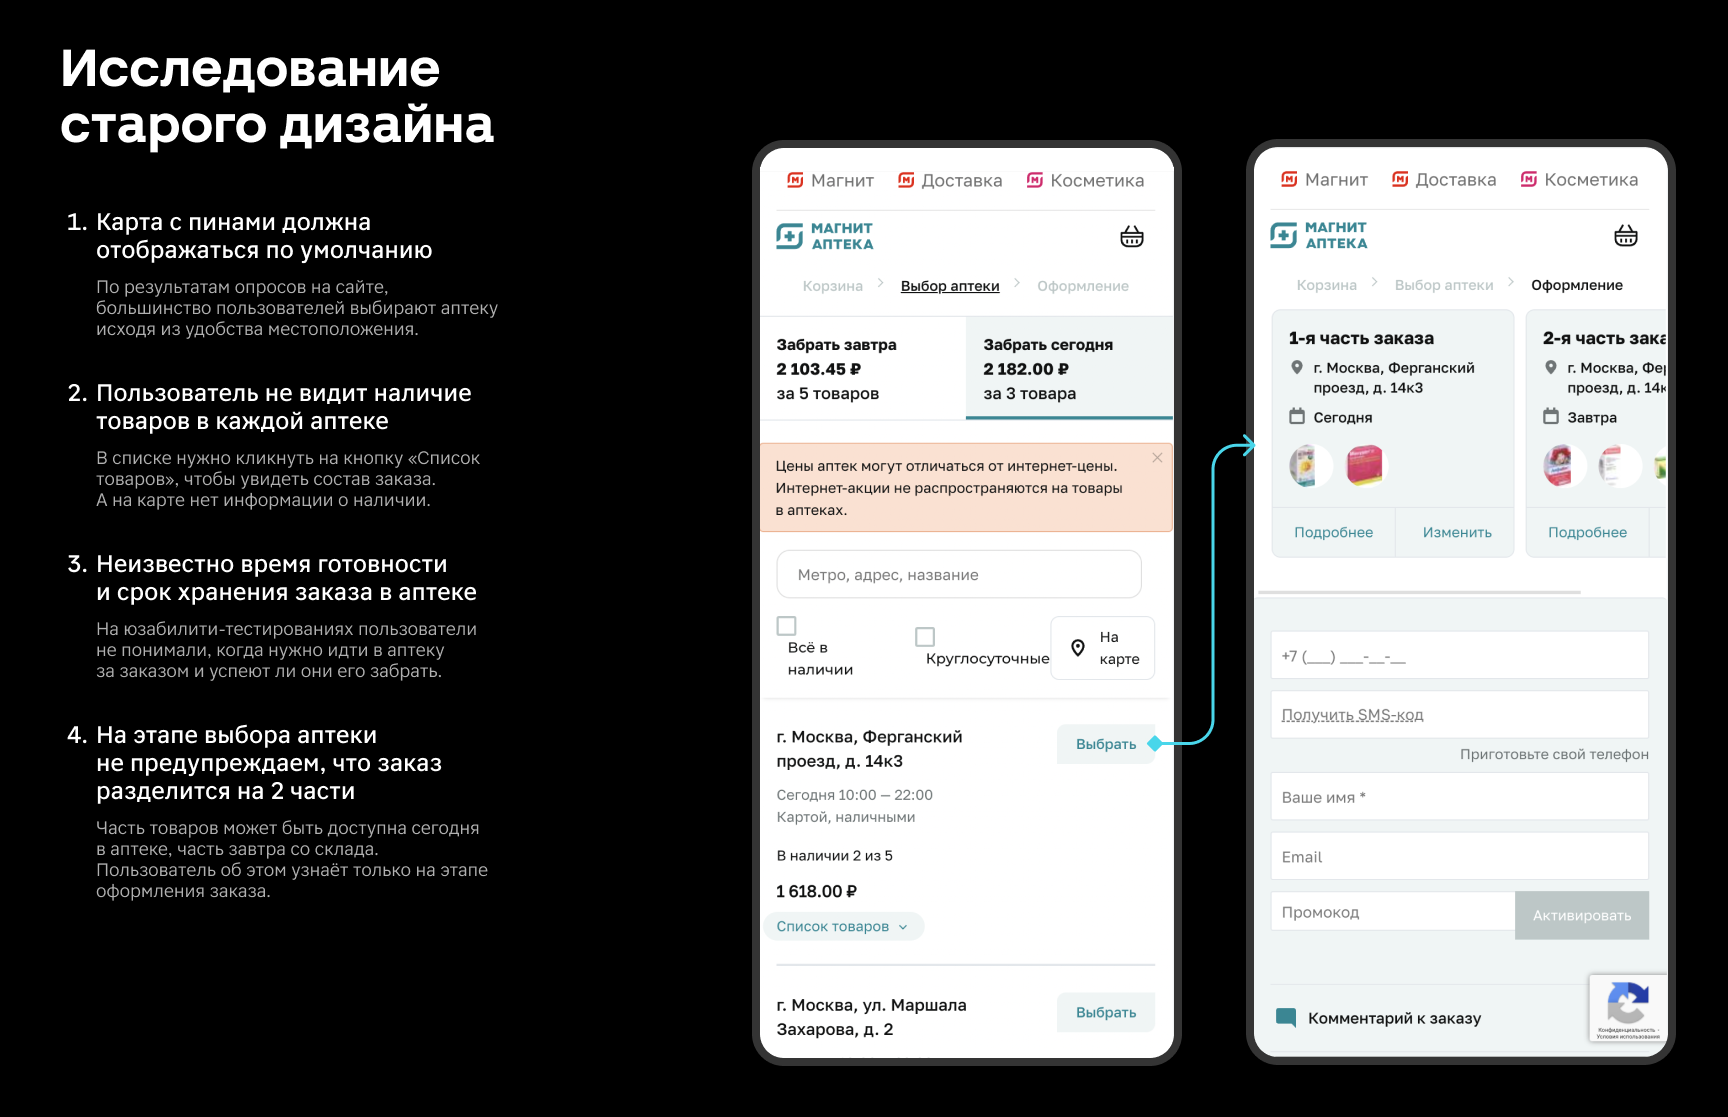 Исследование
старого дизайна
1. Карта с пинами должна
отображаться по умолчанию
По результатам опросов на сайте,
большинство пользователей выбирают аптеку
исходя из удобства местоположения.
2. Пользователь не видит наличие
товаров в каждой аптеке
В списке нужно кликнуть на кнопку «Список
товаров», чтобы увидеть состав заказа.
А на карте нет информации о наличии.
3. Неизвестно время готовности
и срок хранения заказа в аптеке
На юзабилити-тестированиях пользователи
не понимали, когда нужно идти в аптеку
за заказом и успеют ли они его забрать.
4. На этапе выбора аптеки
не предупреждаем, что заказ
разделится на 2 части
Часть товаров может быть доступна сегодня
в аптеке, часть завтра со склада.
Пользователь об этом узнаёт только на этапе
оформления заказа.
Магнит Доставка Косметика
МАГНИТ
АПТЕКА
Корзина Выбор аптеки Оформление
Забрать завтра
2 103.45 ₽
за 5 товаров
Забрать сегодня
2 182.00 ₽
за 3 товара
Цены аптек могут отличаться от интернет-цены.
Интернет-акции не распространяются на товары
в аптеках.
Метро, адрес, название
Всё в
наличии
Круглосуточные
На
карте
г. Москва, Ферганский
проезд, д. 14к3
Выбрать
Сегодня 10:00 — 22:00
Картой, наличными
В наличии 2 из 5
1 618.00 ₽
Список товаров
г. Москва, ул. Маршала
Захарова, д. 2
Выбрать
Магнит Доставка Косметика
МАГНИТ
АПТЕКА
Корзина Выбор аптеки Оформление
1-я часть заказа
г. Москва, Ферганский
проезд, д. 14к3
Сегодня
Подробнее Изменить
2-я часть зака
г. Москва, Фер
проезд, д. 14к
Завтра
Подробнее
+7 (___) ___-__-__
Получить SMS-код
Приготовьте свой телефон
Ваше имя *
Email
Промокод
Активировать
Комментарий к заказу
Конфиденциальность -
Условия использования